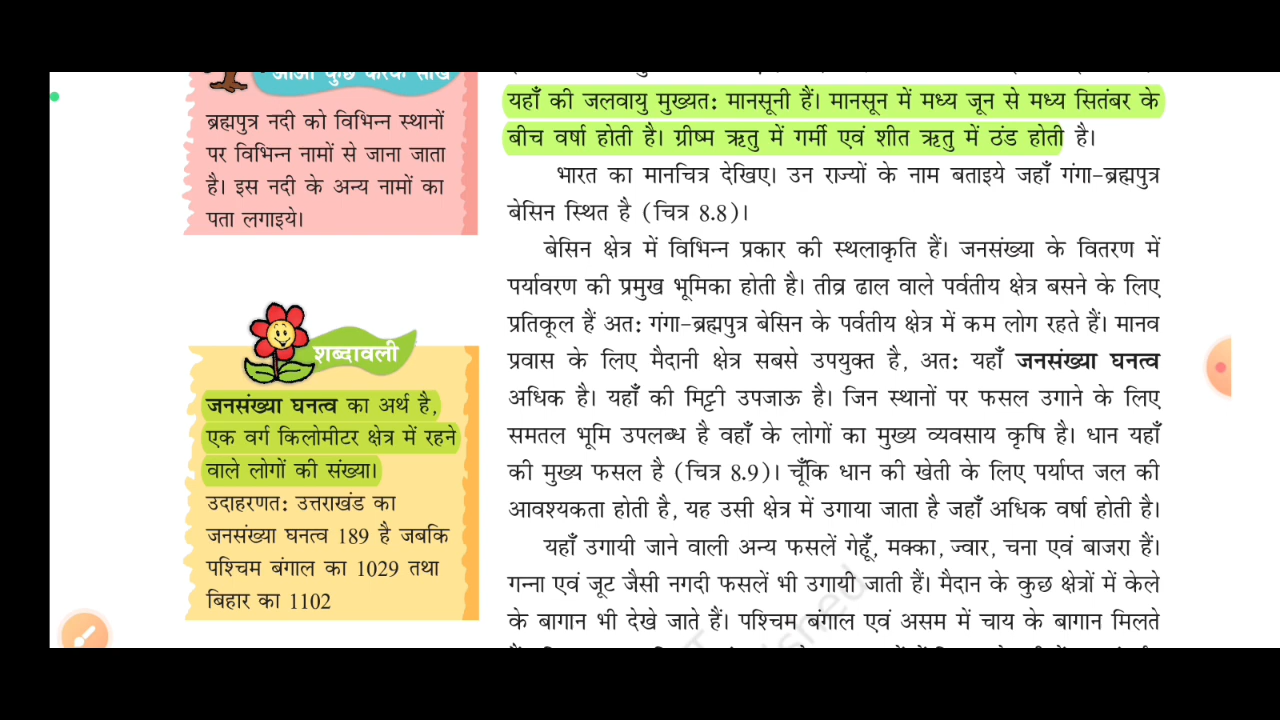 आओ कुछ करके सीखें
ब्रह्मपुत्र नदी को विभिन्न स्थानों
पर विभिन्न नामों से जाना जाता
है। इस नदी के अन्य नामों का
पता लगाइये।
शब्दावली
जनसंख्या घनत्व का अर्थ है,
एक वर्ग किलोमीटर क्षेत्र में रहने
वाले लोगों की संख्या।
उदाहरणत: उत्तराखंड का
जनसंख्या घनत्व 189 है जबकि
पश्चिम बंगाल का 1029 तथा
बिहार का 1102
यहाँ की जलवायु मुख्यत: मानसूनी हैं। मानसून में मध्य जून से मध्य सितंबर के
बीच वर्षा होती है। ग्रीष्म ऋतु में गर्मी एवं शीत ऋतु में ठंड होती है।
भारत का मानचित्र देखिए। उन राज्यों के नाम बताइये जहाँ गंगा-ब्रह्मपुत्र
बेसिन स्थित है (चित्र 8.8)।
बेसिन क्षेत्र में विभिन्न प्रकार की स्थलाकृति हैं। जनसंख्या के वितरण में
पर्यावरण की प्रमुख भूमिका होती है। तीव्र ढाल वाले पर्वतीय क्षेत्र बसने के लिए
प्रतिकूल हैं अत: गंगा-ब्रह्मपुत्र बेसिन के पर्वतीय क्षेत्र में कम लोग रहते हैं। मानव
प्रवास के लिए मैदानी क्षेत्र सबसे उपयुक्त है, अत: यहाँ जनसंख्या घनत्व
अधिक है। यहाँ की मिट्टी उपजाऊ है। जिन स्थानों पर फसल उगाने के लिए
समतल भूमि उपलब्ध है वहाँ के लोगों का मुख्य व्यवसाय कृषि है। धान यहाँ
की मुख्य फसल है (चित्र 8.9)। चूँकि धान की खेती के लिए पर्याप्त जल की
आवश्यकता होती है, यह उसी क्षेत्र में उगाया जाता है जहाँ अधिक वर्षा होती है।
यहाँ उगायी जाने वाली अन्य फसलें गेहूँ, मक्का, ज्वार, चना एवं बाजरा हैं।
गन्ना एवं जूट जैसी नगदी फसलें भी उगायी जाती हैं। मैदान के कुछ क्षेत्रों में केले
के बागान भी देखे जाते हैं। पश्चिम बंगाल एवं असम में चाय के बागान मिलते